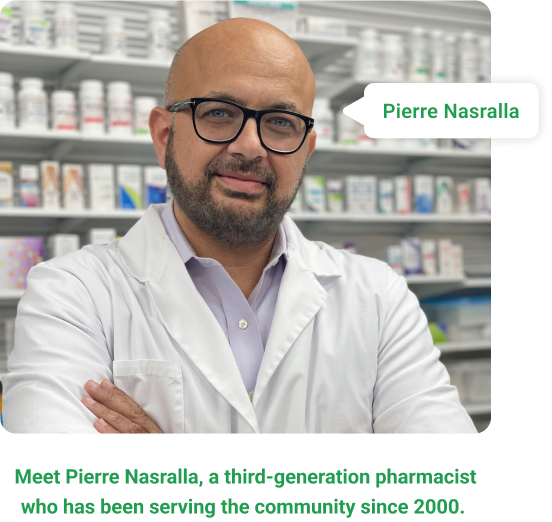 Pierre Nasralla
Meet Pierre Nasralla, a third-generation pharmacist
who has been serving the community since 2000.